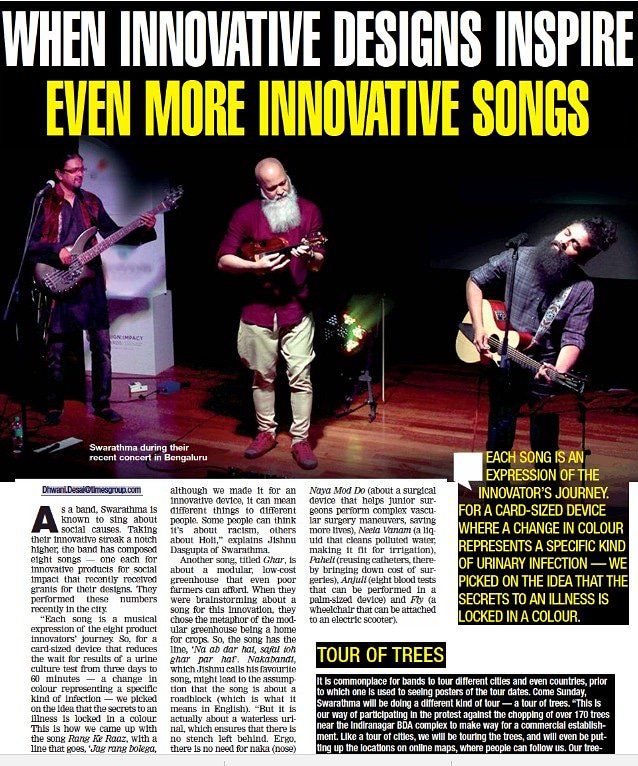 WHEN INNOVATIVE DESIGNS INSPIRE
EVEN MORE INNOVATIVE SONGS
SIGN IMPACT
AWARDS
Swarathma during their
recent concert in Bengaluru
Dhwani.Desai@timesgroup.com
As a band, Swarathma is
known to sing about
social causes. Taking
their innovative streak a notch
higher, the band has composed
eight songs — one each for
innovative products for social
impact that recently received
grants for their designs. They
performed these numbers
recently in the city.
“Each song is a musical
expression of the eight product
innovators’ journey. So, for a
card-sized device that reduces
the wait for results of a urine
culture test from three days to
60 minutes — a change in
colour representing a specific
kind of infection — we picked
on the idea that the secrets to an
illness is locked in a colour.
This is how we came up with
the song Rang Ke Raaz, with a
line that goes, ‘Jag rang bolega,
although we made it for an
innovative device, it can mean
different things to different
people. Some people can think
it’s about racism, others
about Holi,” explains Jishnu
Dasgupta of Swarathma.
Another song, titled Ghar, is
about a modular, low-cost
greenhouse that even poor
farmers can afford. When they
were brainstorming about a
song for this innovation, they
chose the metaphor of the mod-
ular greenhouse being a home
for crops. So, the song has the
line, ‘Na ab dar hai, safal toh
ghar par hai’. Nakabandi,
which Jishnu calls his favourite
song, might lead to the assump-
tion that the song is about a
roadblock (which is what it
means in English). “But it is
actually about a waterless uri-
nal, which ensures that there is
no stench left behind. Ergo,
there is no need for naka (nose)
Naya Mod Do (about a surgical
device that helps junior sur-
geons perform complex vascu-
lar surgery maneuvers, saving
more lives), Neela Vanam (a liq-
uid that cleans polluted water,
making it fit for irrigation),
Paheli (reusing catheters, there-
by bringing down cost of sur-
geries), Anjuli (eight blood tests
that can be performed in a
palm-sized device) and Fly (a
wheelchair that can be attached
to an electric scooter).
EACH SONG IS AN
EXPRESSION OF THE
INNOVATOR’S JOURNEY.
FOR A CARD-SIZED DEVICE
WHERE A CHANGE IN COLOUR
REPRESENTS A SPECIFIC KIND
OF URINARY INFECTION — WE
PICKED ON THE IDEA THAT THE
SECRETS TO AN ILLNESS IS
LOCKED IN A COLOUR.
TOUR OF TREES
It is commonplace for bands to tour different cities and even countries, prior
to which one is used to seeing posters of the tour dates. Come Sunday,
Swarathma will be doing a different kind of tour — a tour of trees. “This is
our way of participating in the protest against the chopping of over 170 trees
near the Indiranagar BDA complex to make way for a commercial establish-
ment. Like a tour of cities, we will be touring the trees, and will even be put-
ting up the locations on online maps, where people can follow us. Our tree-